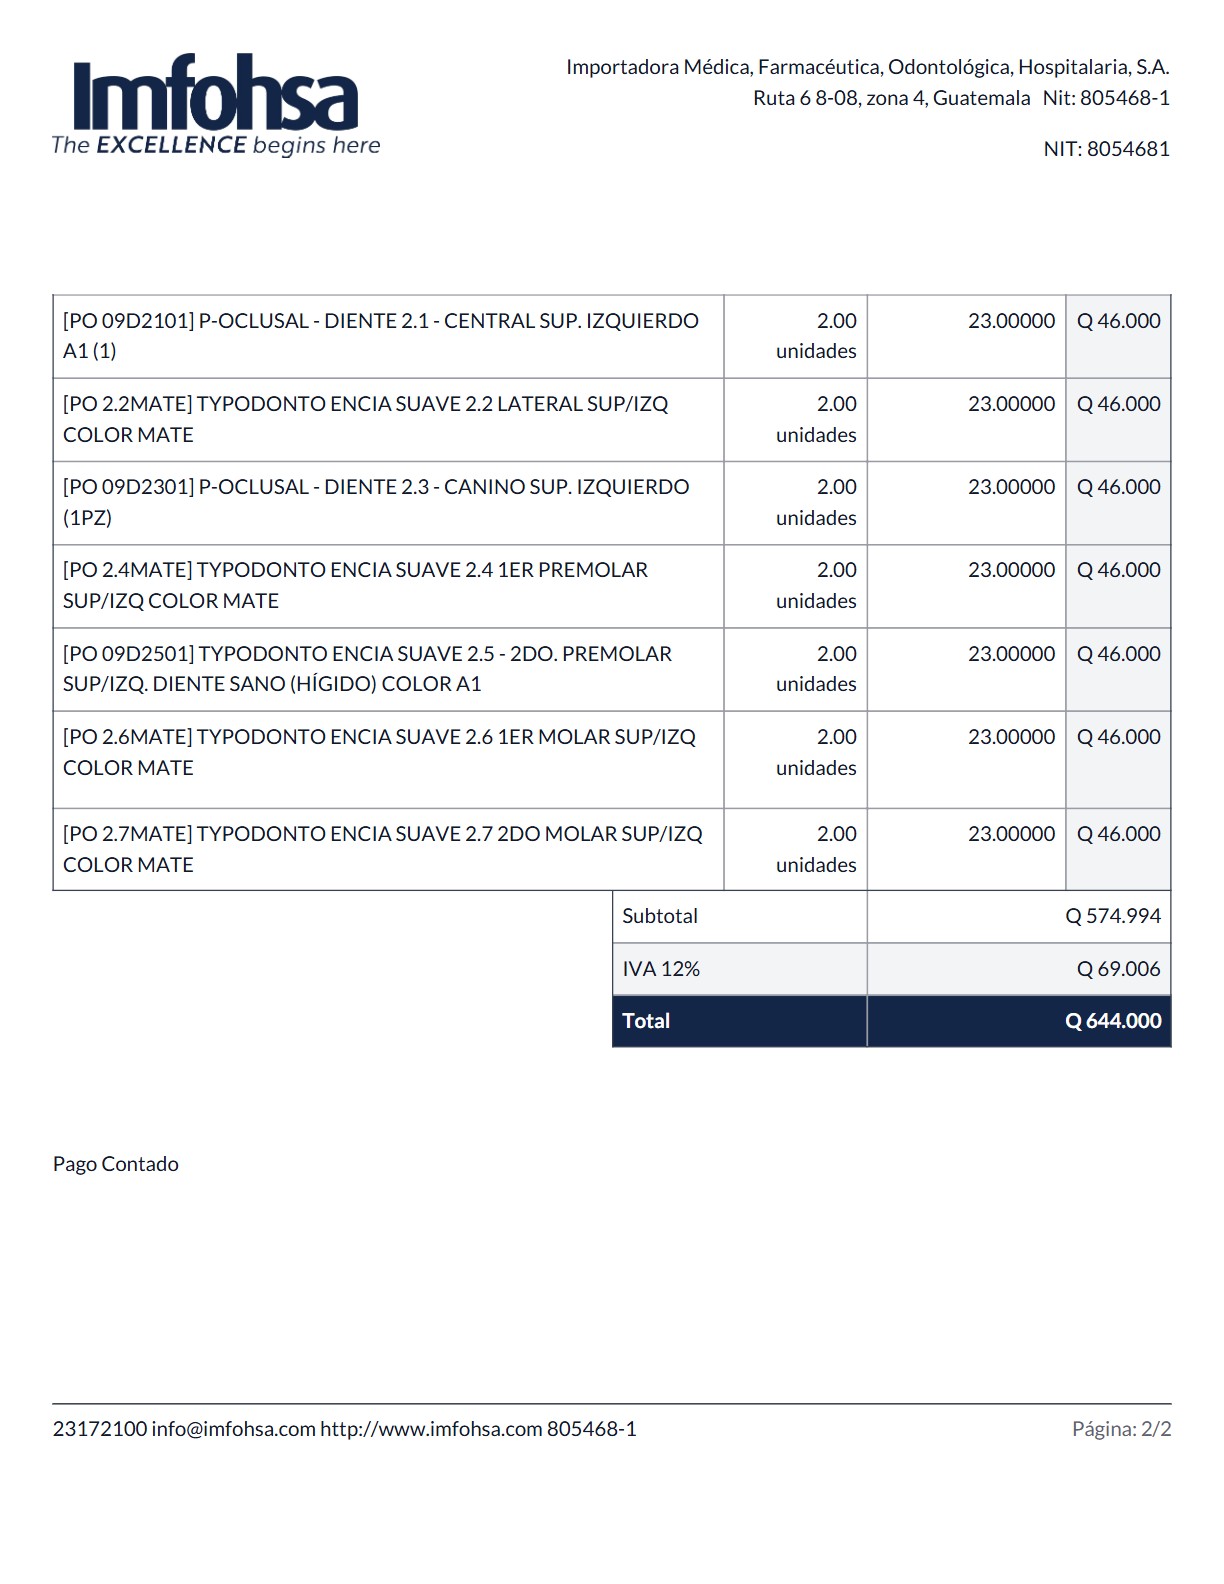 Imfohsa
The EXCELLENCE begins here
Importadora Médica, Farmacéutica, Odontológica, Hospitalaria, S.A.
Ruta 6 8-08, zona 4, Guatemala   Nit: 805468-1
NIT: 8054681
[PO 09D2101] P-OCLUSAL - DIENTE 2.1 - CENTRAL SUP. IZQUIERDO 2.00 23.00000 Q 46.000
A1 (1) unidades
[PO 2.2MATE] TYPODONTO ENCIA SUAVE 2.2 LATERAL SUP/IZQ 2.00 23.00000 Q 46.000
COLOR MATE unidades
[PO 09D2301] P-OCLUSAL - DIENTE 2.3 - CANINO SUP. IZQUIERDO 2.00 23.00000 Q 46.000
(1PZ) unidades
[PO 2.4MATE] TYPODONTO ENCIA SUAVE 2.4 1ER PREMOLAR 2.00 23.00000 Q 46.000
SUP/IZQ COLOR MATE unidades
[PO 09D2501] TYPODONTO ENCIA SUAVE 2.5 - 2DO. PREMOLAR 2.00 23.00000 Q 46.000
SUP/IZQ. DIENTE SANO (HÍGIDO) COLOR A1 unidades
[PO 2.6MATE] TYPODONTO ENCIA SUAVE 2.6 1ER MOLAR SUP/IZQ 2.00 23.00000 Q 46.000
COLOR MATE unidades
[PO 2.7MATE] TYPODONTO ENCIA SUAVE 2.7 2DO MOLAR SUP/IZQ 2.00 23.00000 Q 46.000
COLOR MATE unidades
Subtotal Q 574.994
IVA 12% Q 69.006
Total Q 644.000
Pago Contado
23172100 info@imfohsa.com http://www.imfohsa.com 805468-1 Página: 2/2